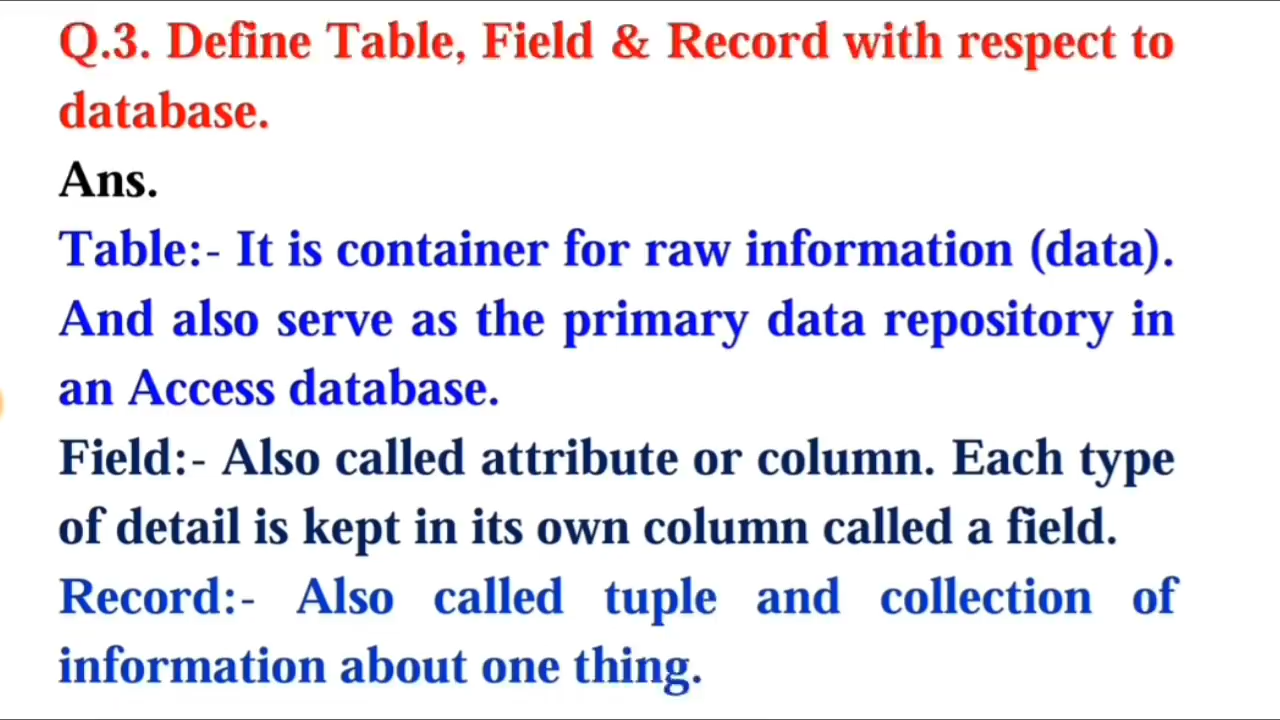 Q.3. Define Table, Field & Record with respect to
database.
Ans.
Table:- It is container for raw information (data).
And also serve as the primary data repository in
an Access database.
Field:- Also called attribute or column. Each type
of detail is kept in its own column called a field.
Record:- Also called tuple and collection of
information about one thing.